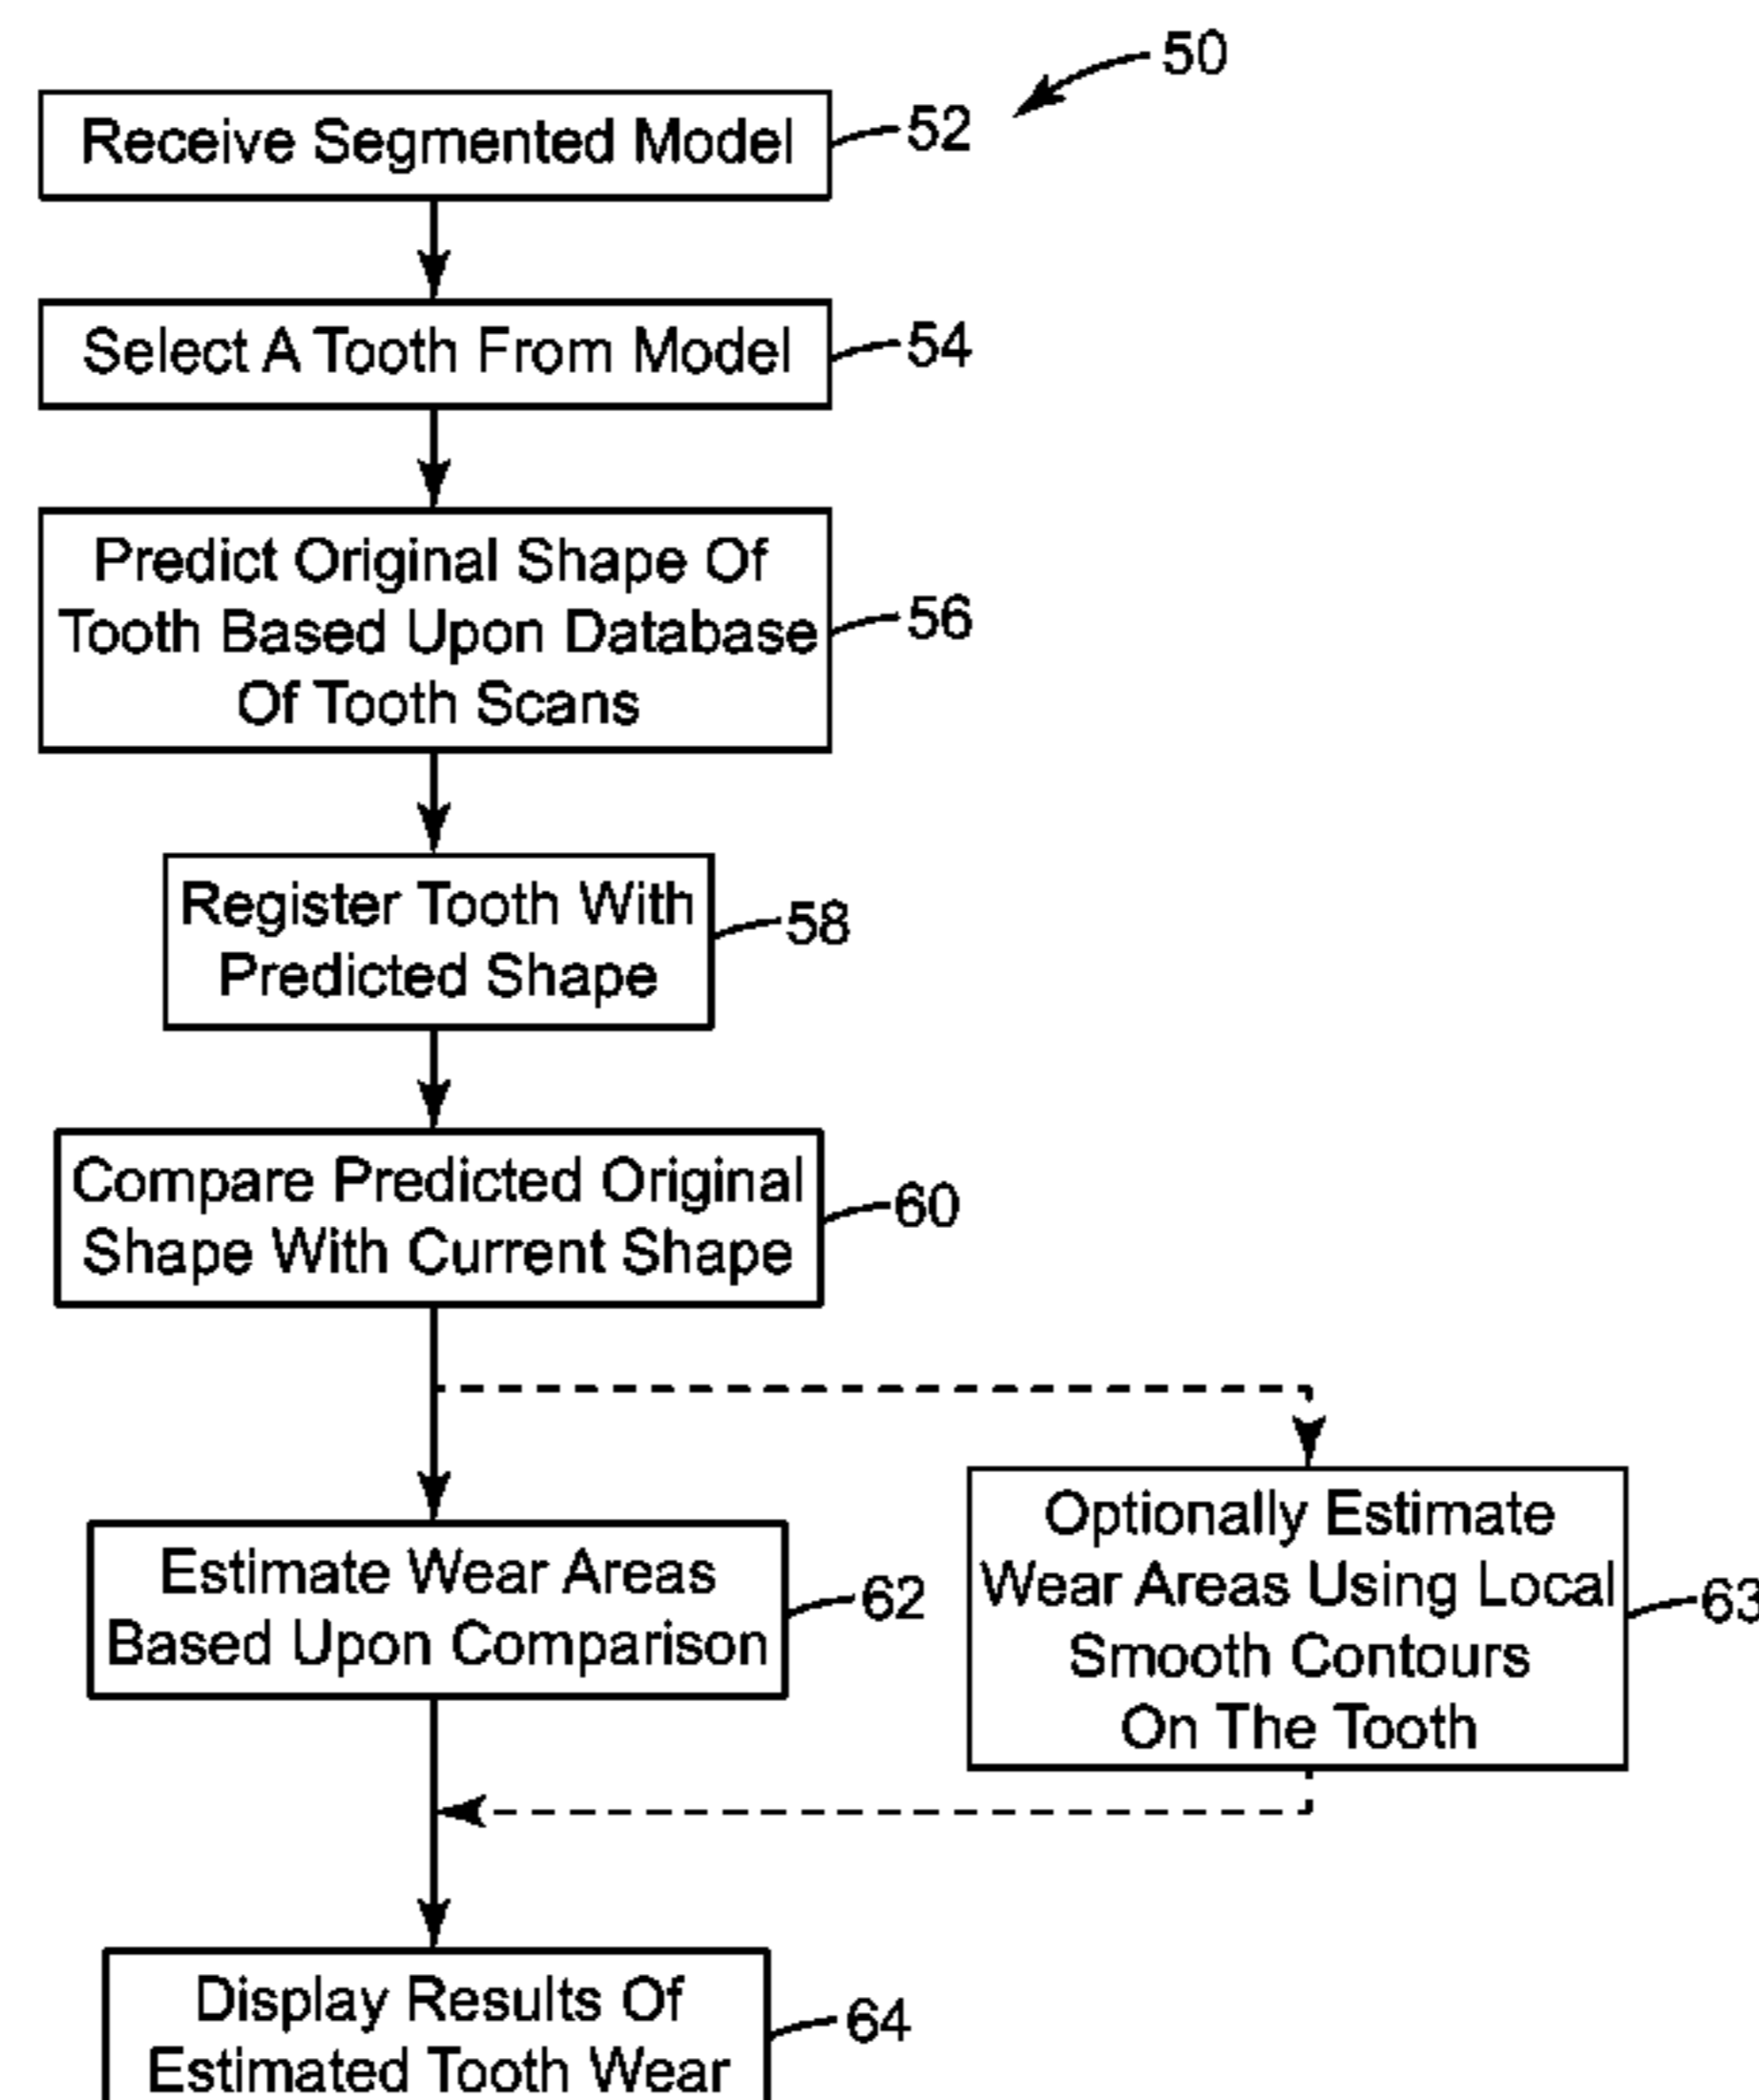 50
Receive Segmented Model
52
Select A Tooth From Model
54
Predict Original Shape Of
Tooth Based Upon Database
Of Tooth Scans
56
Register Tooth With
Predicted Shape
58
Compare Predicted Original
Shape With Current Shape
60
Estimate Wear Areas
Based Upon Comparison
62
Optionally Estimate
Wear Areas Using Local
Smooth Contours
On The Tooth
63
Display Results Of
Estimated Tooth Wear
64